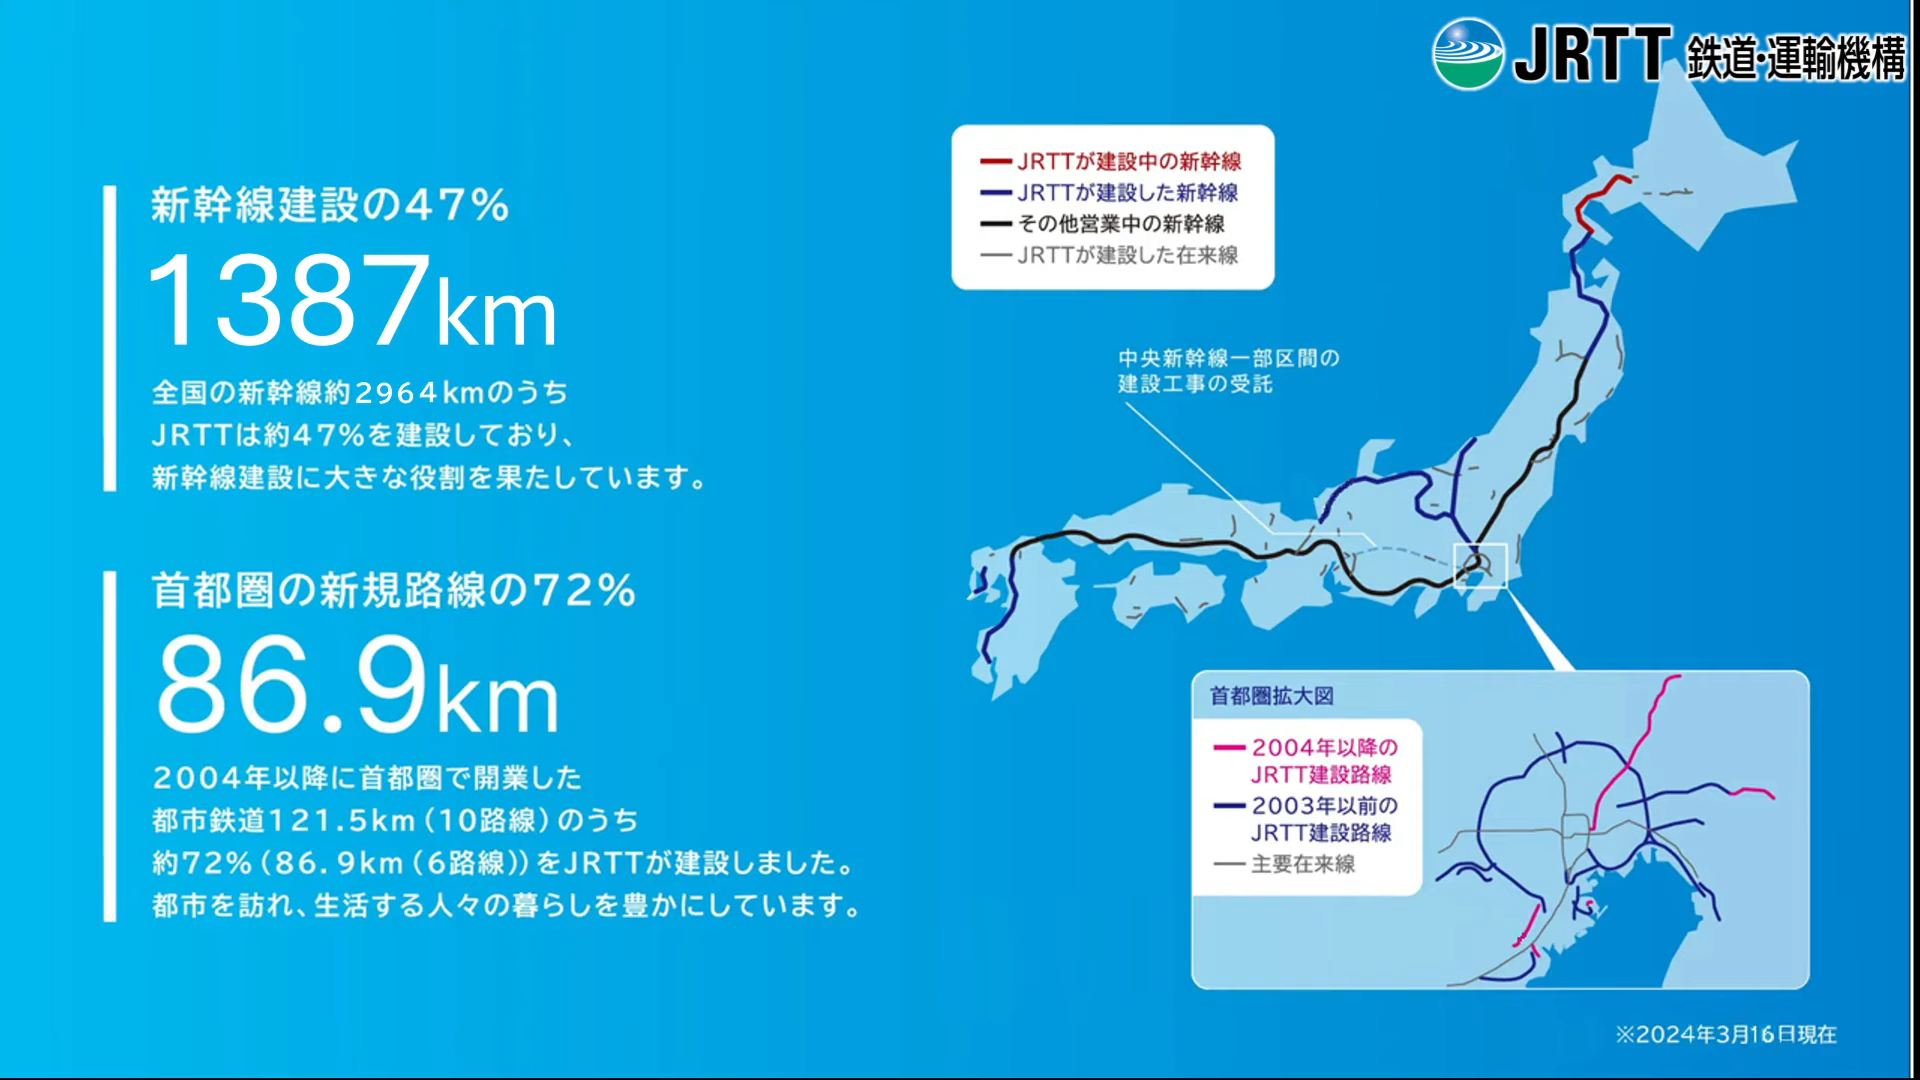 JRTT 鉄道・運輸機構
新幹線建設の47%
1387km
全国の新幹線約2964kmのうち
JRTTは約47%を建設しており、
新幹線建設に大きな役割を果たしています。
首都圏の新規路線の72%
86.9km
2004年以降に首都圏で開業した
都市鉄道121.5km（10路線）のうち
約72%（86.9km（6路線））をJRTTが建設しました。
都市を訪れ、生活する人々の暮らしを豊かにしています。
JRTTが建設中の新幹線
JRTTが建設した新幹線
その他営業中の新幹線
JRTTが建設した在来線
中央新幹線一部区間の
建設工事の受託
首都圏拡大図
2004年以降の
JRTT建設路線
2003年以前の
JRTT建設路線
主要在来線
※2024年3月16日現在